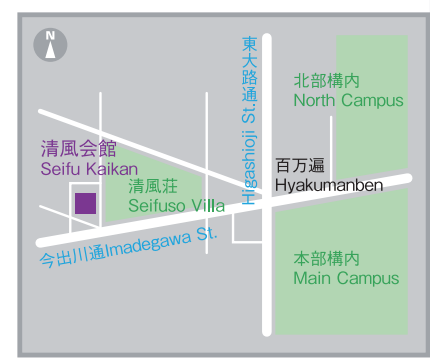 N
東大路通
Higashioji St.
北部構内
North Campus
清風会館
Seifu Kaikan
百万遍
Hyakumanben
清風荘
Seifuso Villa
今出川通Imadegawa St.
本部構内
Main Campus